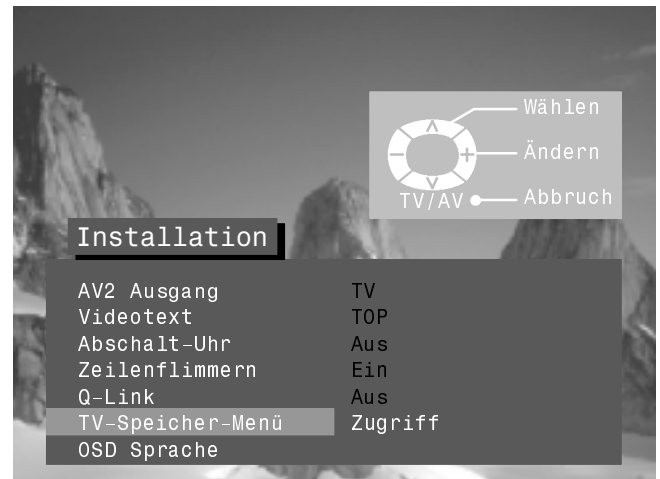 Wählen
Ändern
TV/AV Abbruch
Installation
AV2 Ausgang TV
Videotext TOP
Abschalt-Uhr Aus
Zeilenflimmern Ein
Q-Link Aus
TV-Speicher-Menü Zugriff
OSD Sprache